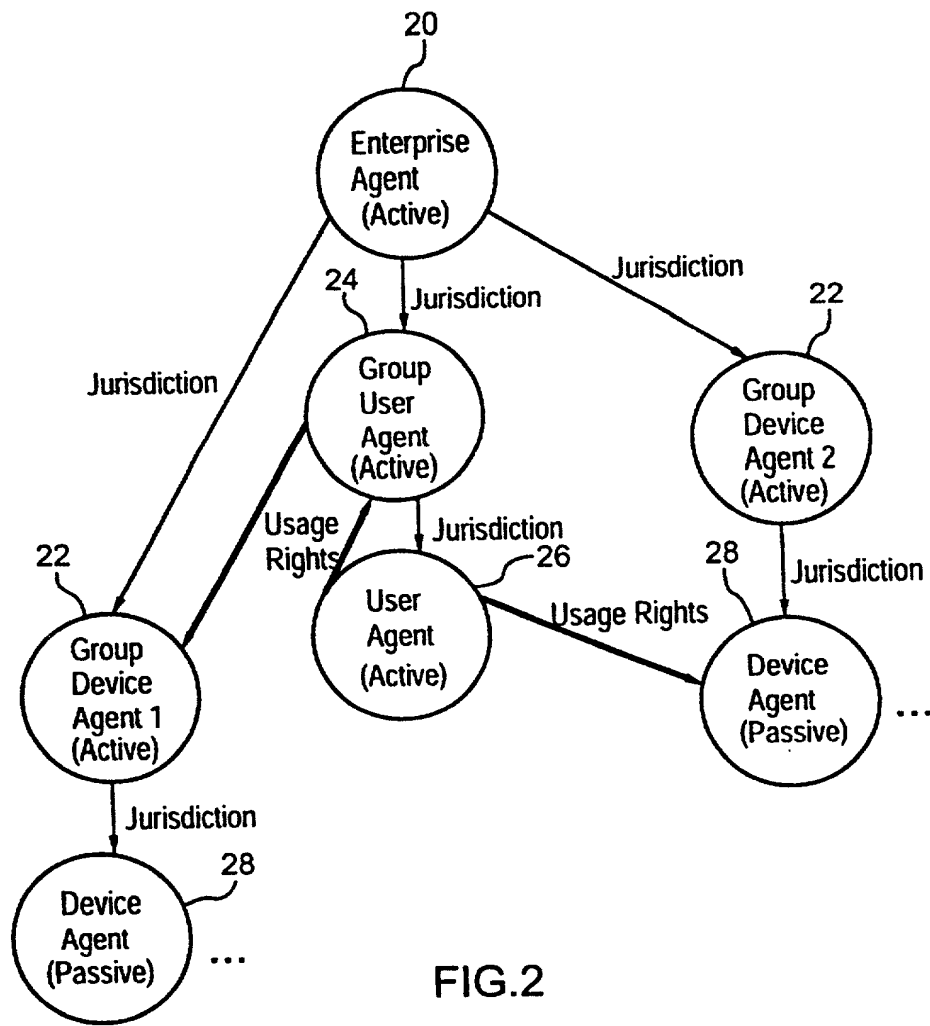 20
Enterprise
Agent
(Active)
Jurisdiction
24
Jurisdiction
22
Jurisdiction
Group
User
Agent
(Active)
Group
Device
Agent 2
(Active)
Usage
Rights
Jurisdiction
22
26
28
Jurisdiction
Group
Device
Agent 1
(Active)
User
Agent
(Active)
Usage Rights
Device
Agent
(Passive)
...
Jurisdiction
28
Device
Agent
(Passive)
...
FIG.2